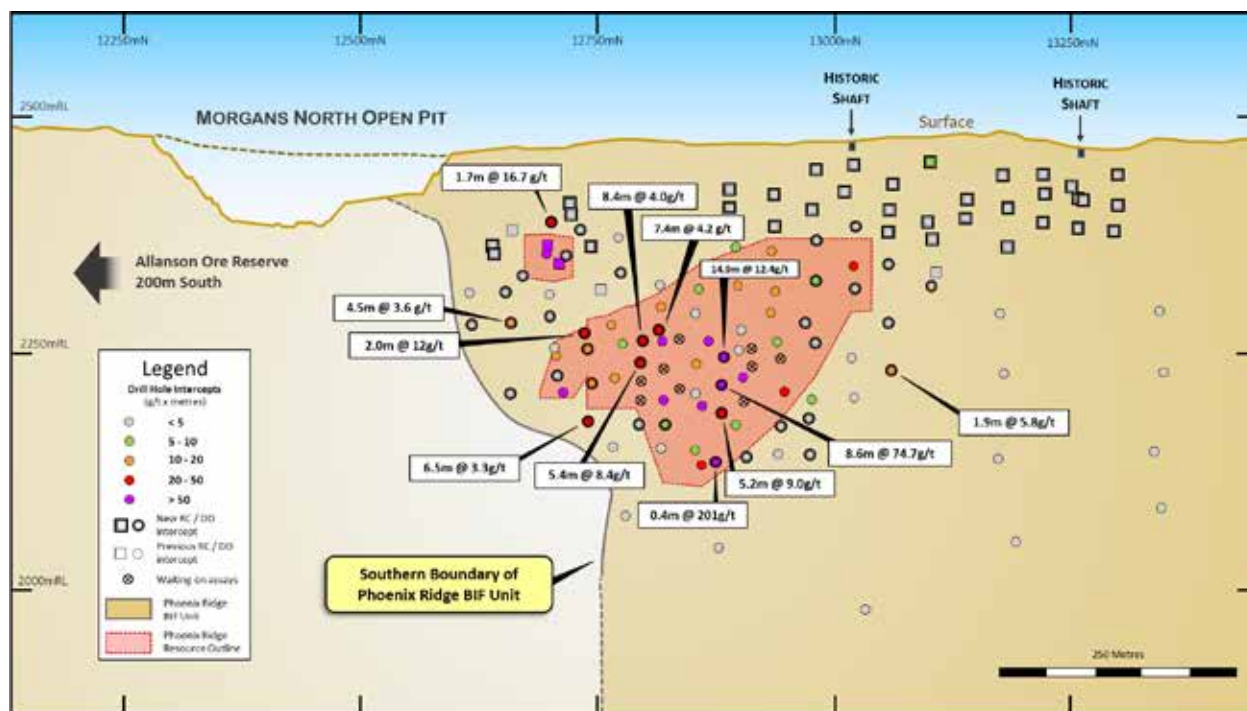 12250mN
12500mN
12750mN
13000mN
13250mN
HISTORIC
SHAFT
HISTORIC
SHAFT
2500mRL
MORGANS NORTH OPEN PIT
Surface
1.7m @ 16.7 g/t
8.4m @ 4.0g/t
7.4m @ 4.2 g/t
14.9m @ 12.4g/t
Allanson Ore Reserve
200m South
4.5m @ 3.6 g/t
2.0m @ 12g/t
2250mRL
Legend
Drill Hole Intercepts
(g/t x metres)
< 5
5 - 10
10 - 20
20 - 50
> 50
New RC / DD
intercept
Previous RC / DD
intercept
Waiting on assays
Phoenix Ridge
BIF Unit
Phoenix Ridge
Resource Outline
1.9m @ 5.8g/t
6.5m @ 3.3g/t
5.4m @ 8.4g/t
8.6m @ 74.7g/t
5.2m @ 9.0g/t
0.4m @ 201g/t
Southern Boundary of
Phoenix Ridge BIF Unit
2000mRL
250 Metres